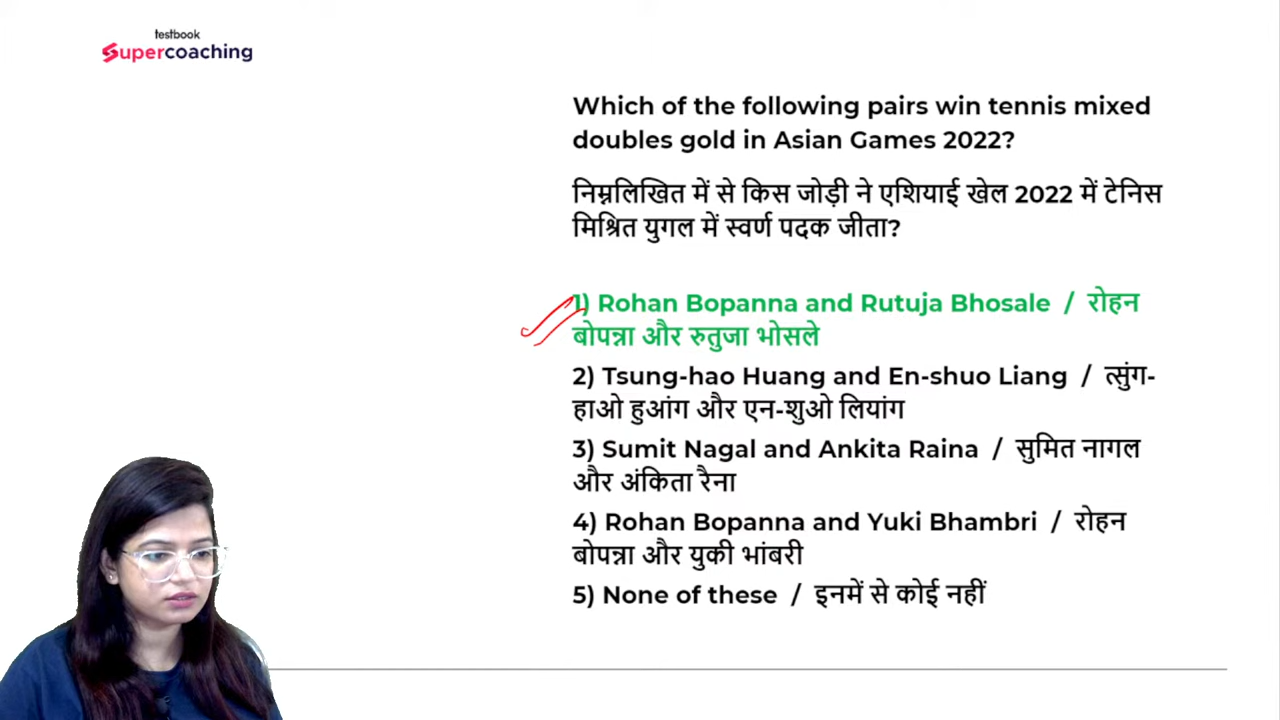 testbook
Supercoaching
Which of the following pairs win tennis mixed
doubles gold in Asian Games 2022?
निम्नलिखित में से किस जोड़ी ने एशियाई खेल 2022 में टेनिस
मिश्रित युगल में स्वर्ण पदक जीता?
1) Rohan Bopanna and Rutuja Bhosale / रोहन
बोपन्ना और रुतुजा भोसले
2) Tsung-hao Huang and En-shuo Liang / त्सुंग-
हाओ हुआंग और एन-शुओ लियांग
3) Sumit Nagal and Ankita Raina / सुमित नागल
और अंकिता रैना
4) Rohan Bopanna and Yuki Bhambri / रोहन
बोपन्ना और युकी भांबरी
5) None of these / इनमें से कोई नहीं